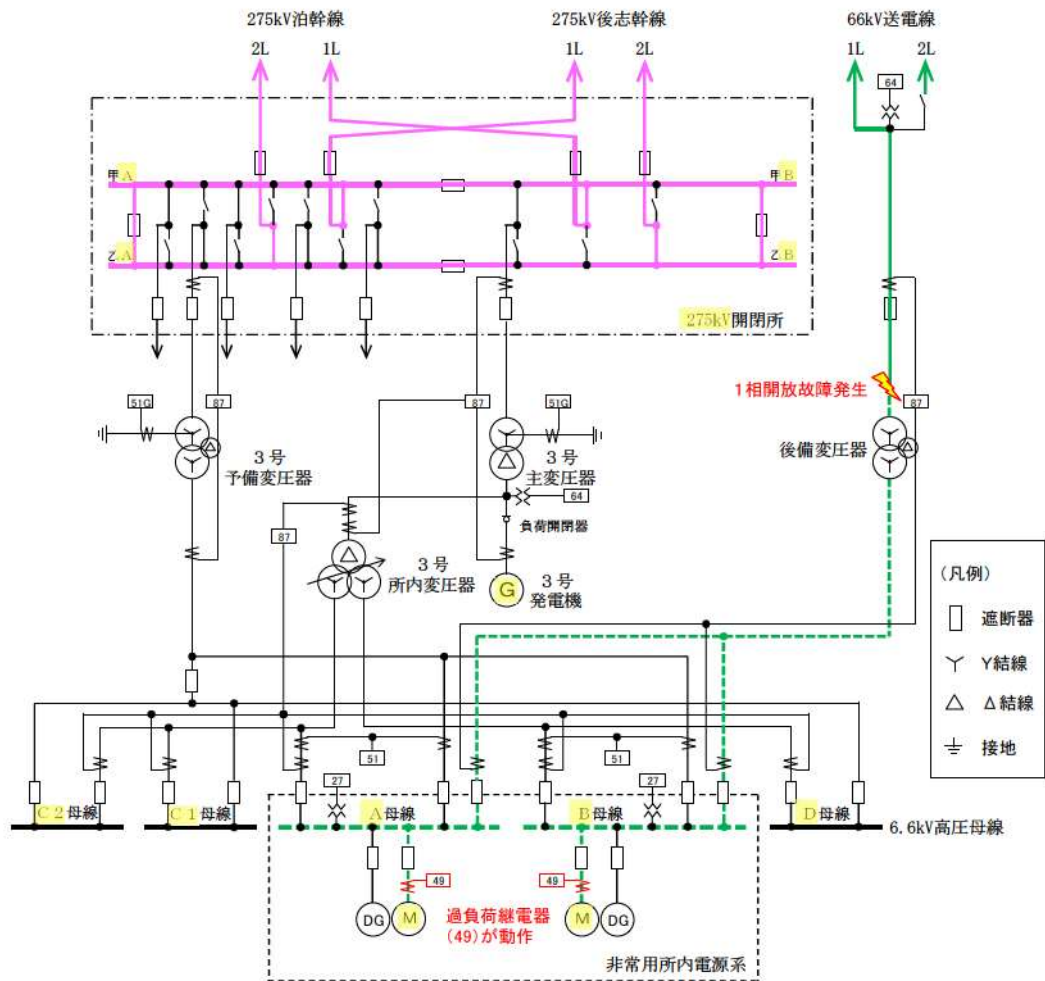 275kV泊幹線
275kV後志幹線
66kV送電線
2L
1L
1L
2L
1L
2L
64
甲A
甲B
乙A
乙B
275kV開閉所
1相開放故障発生
51G
87
87
51G
87
3号
予備変圧器
3号
主変圧器
後備変圧器
64
負荷開閉器
87
3号
所内変圧器
G
3号
発電機
(凡例)
遮断器
Y結線
Δ結線
接地
51
51
27
27
C2母線
C1母線
A母線
B母線
D母線
6.6kV高圧母線
49
49
DG
M
過負荷継電器
(49)が動作
M
DG
非常用所内電源系